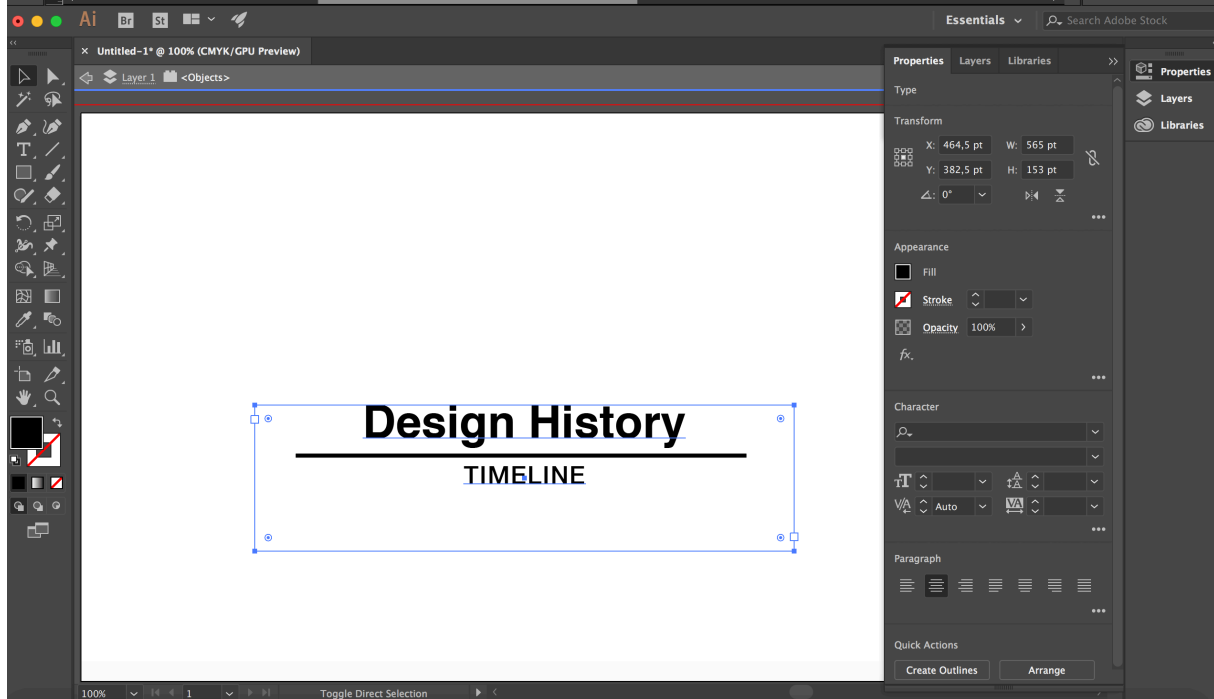 Ai Br St Essentials Search Adobe Stock
× Untitled-1* @ 100% (CMYK/GPU Preview)
Layer 1 <Objects>
Properties Layers Libraries
Properties
Layers
Libraries
Type
Transform
X: 464,5 pt W: 565 pt
Y: 382,5 pt H: 153 pt
0°
Appearance
Fill
Stroke
Opacity 100%
fx.
Design History
TIMELINE
Character
Auto
Paragraph
Quick Actions
Create Outlines Arrange
100% 1 Toggle Direct Selection